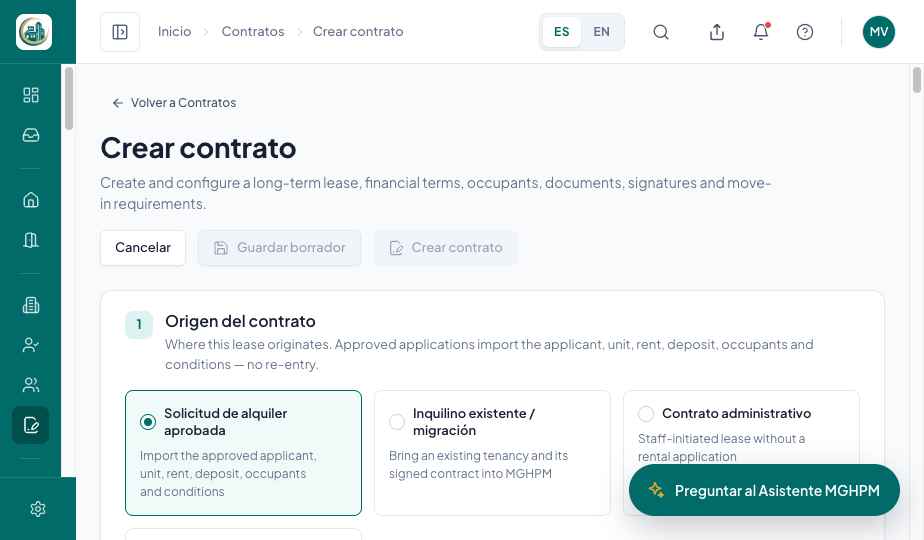 Inicio
Contratos
Crear contrato
ES
EN
MV
Volver a Contratos
Crear contrato
Create and configure a long-term lease, financial terms, occupants, documents, signatures and move-
in requirements.
Cancelar
Guardar borrador
Crear contrato
1
Origen del contrato
Where this lease originates. Approved applications import the applicant, unit, rent, deposit, occupants and
conditions — no re-entry.
Solicitud de alquiler
aprobada
Import the approved applicant,
unit, rent, deposit, occupants
and conditions
Inquilino existente /
migración
Bring an existing tenancy and its
signed contract into MGHPM
Contrato administrativo
Staff-initiated lease without a
rental application
Preguntar al Asistente MGHPM